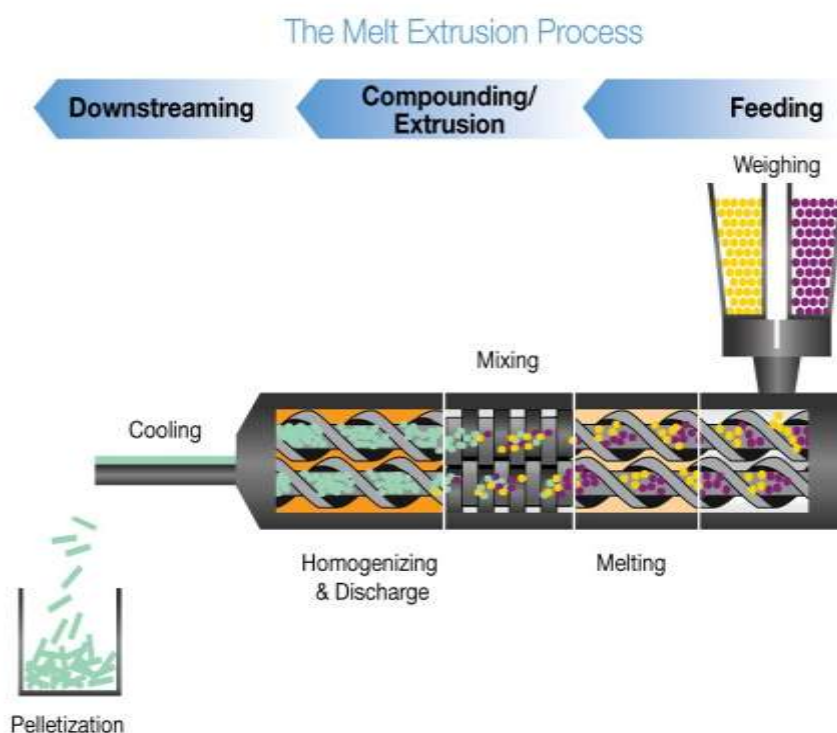 The Melt Extrusion Process
Downstreaming
Compounding/
Extrusion
Feeding
Weighing
Mixing
Cooling
Homogenizing
& Discharge
Melting
Pelletization